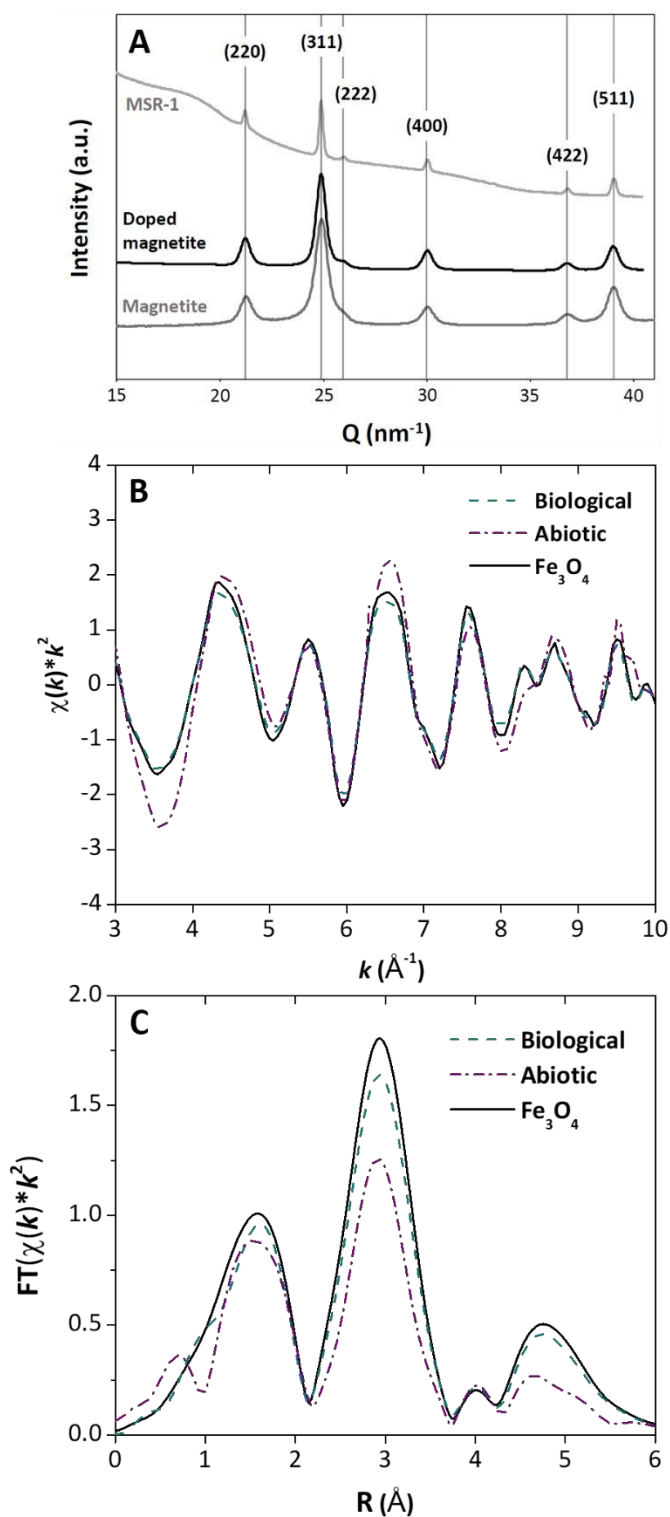 A
(220)
(311)
(222)
(400)
(422)
(511)
MSR-1
Doped
magnetite
Magnetite
Intensity (a.u.)
15
20
25
30
35
40
Q (nm⁻¹)
B
Biological
Abiotic
Fe₃O₄
4
3
2
1
0
-1
-2
-3
-4
χ(k)*k²
3
4
5
6
7
8
9
10
k (Å⁻¹)
C
Biological
Abiotic
Fe₃O₄
2.0
1.5
1.0
0.5
0.0
FT(χ(k)*k²)
0
1
2
3
4
5
6
R (Å)